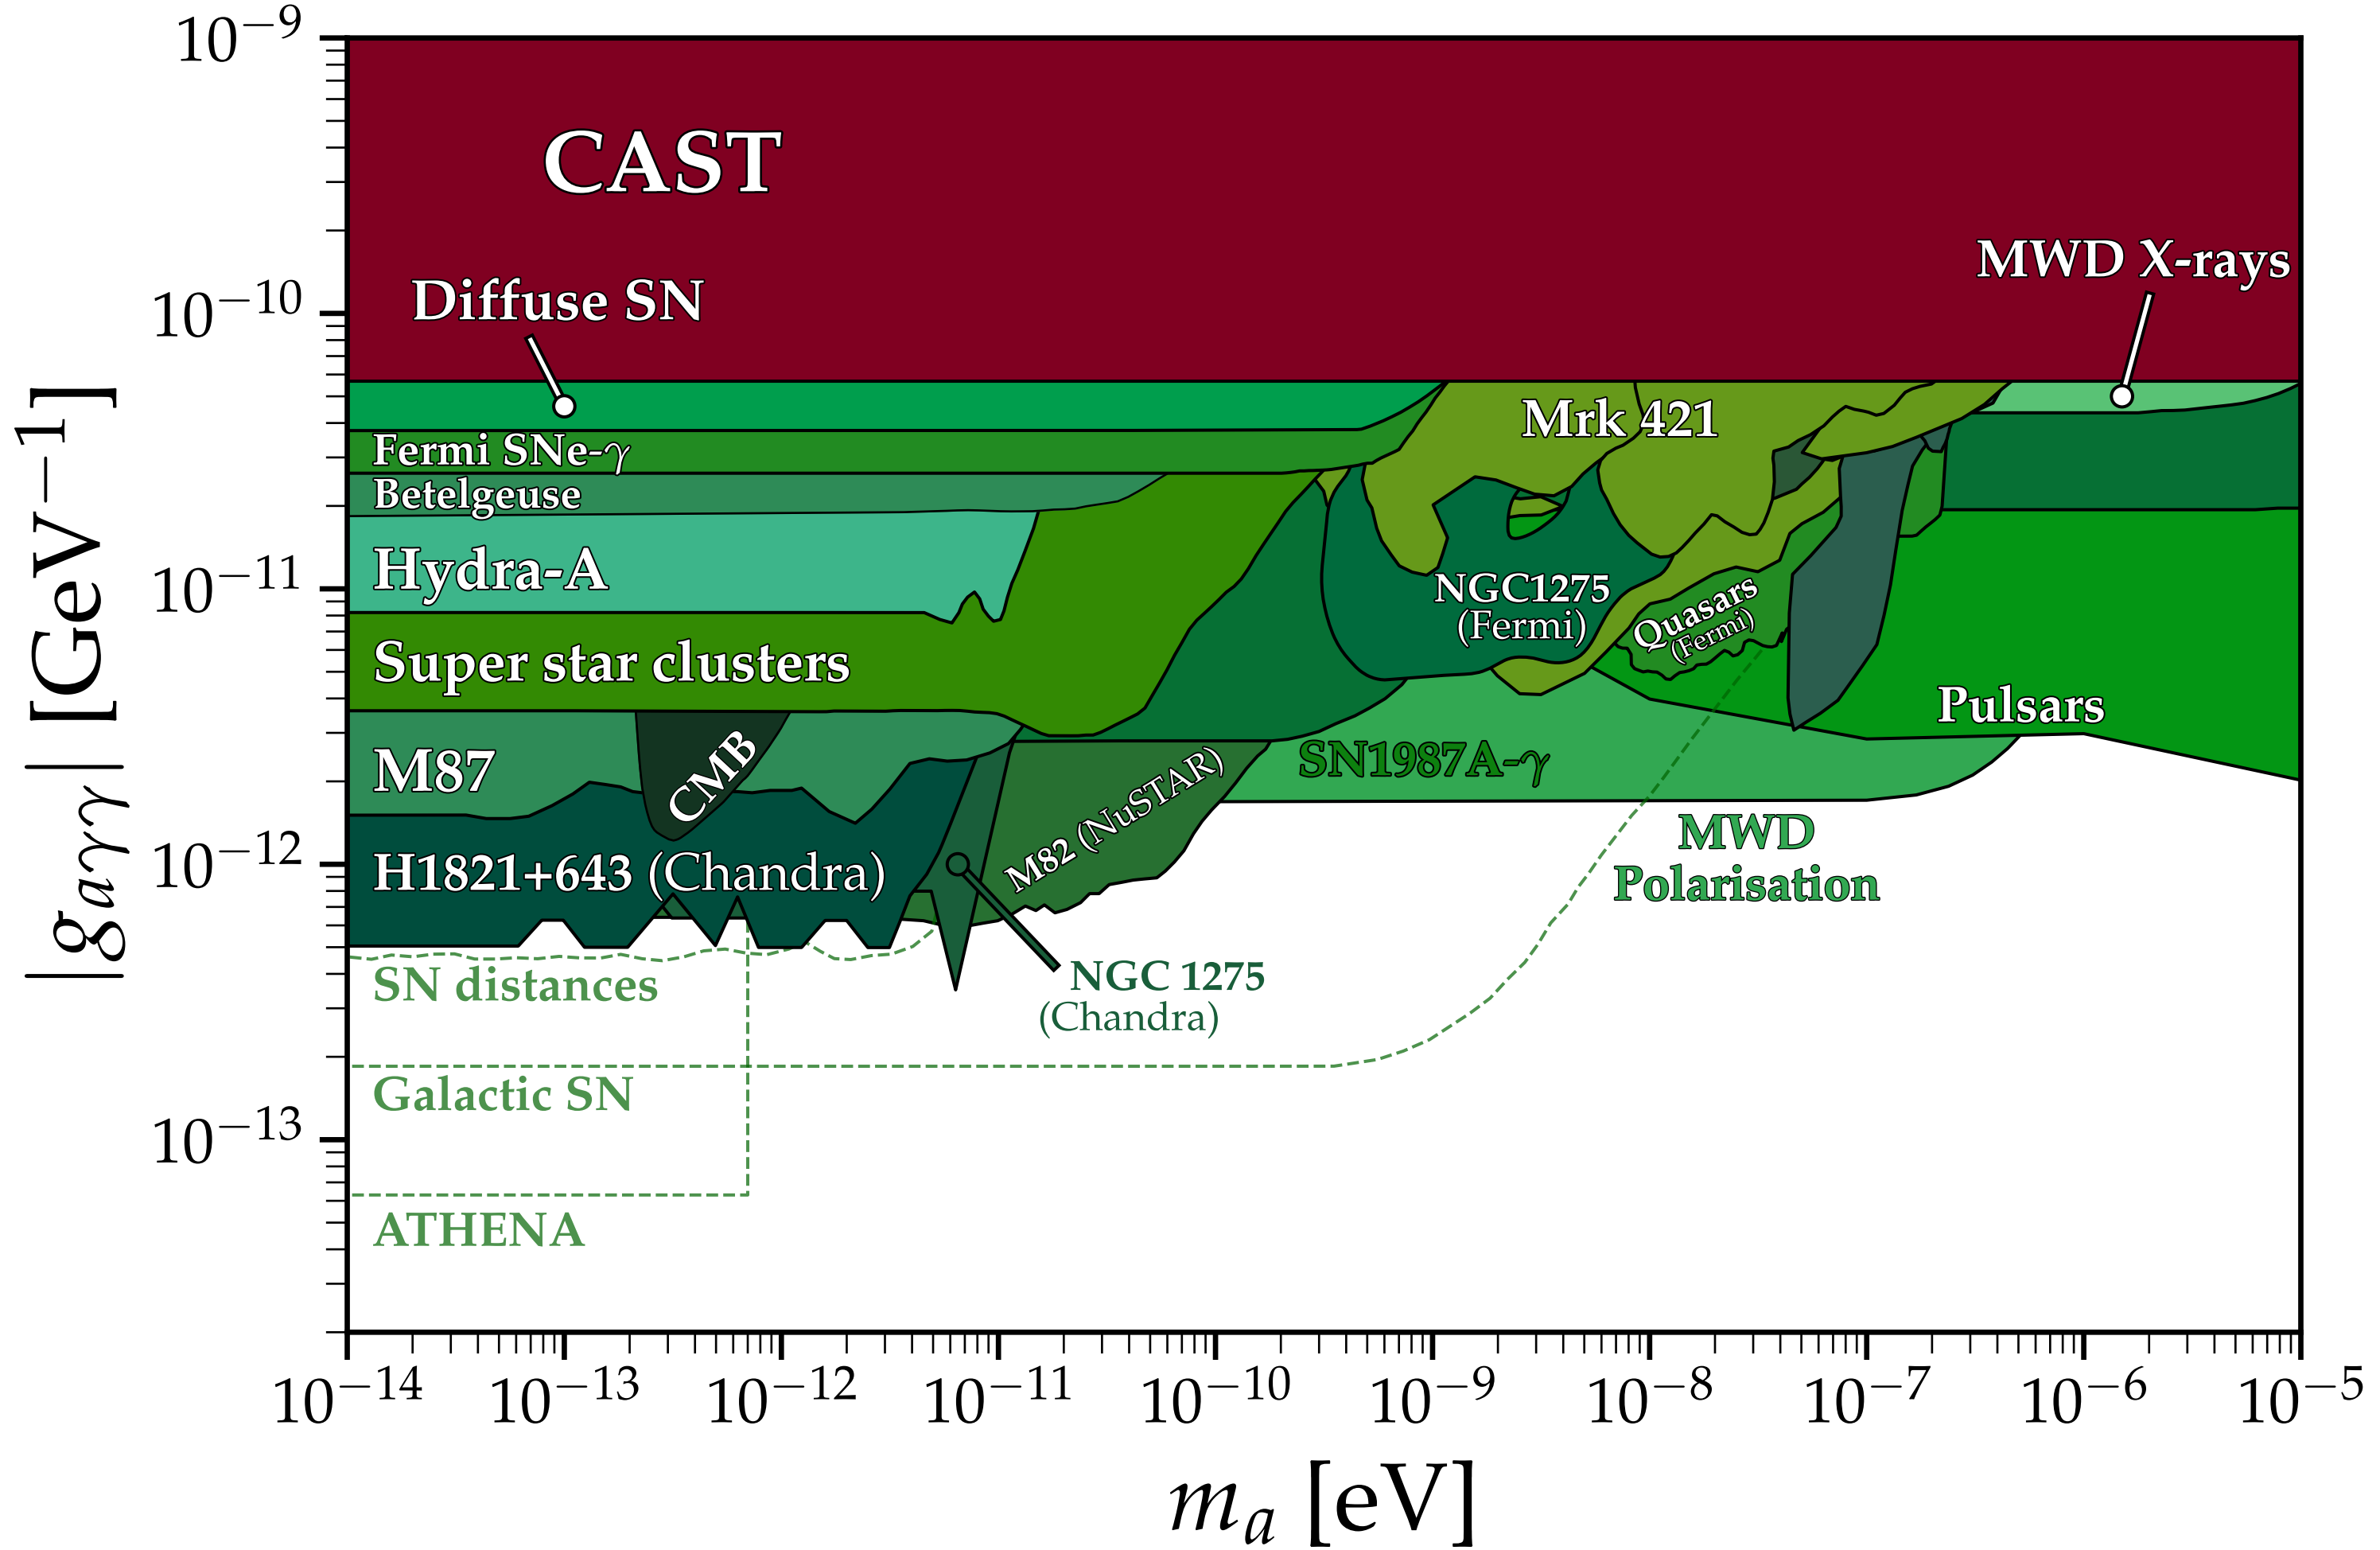 10⁻⁹
CAST
MWD X-rays
Diffuse SN
10⁻¹⁰
Mrk 421
Fermi SNe-γ
Betelgeuse
10⁻¹¹
Hydra-A
NGC1275
(Fermi)
Quasars
(Fermi)
Super star clusters
Pulsars
M87
CMB
M82 (NuSTAR)
SN1987A-γ
MWD
Polarisation
10⁻¹²
H1821+643 (Chandra)
SN distances
NGC 1275
(Chandra)
Galactic SN
10⁻¹³
ATHENA
|gₐγγ| [GeV⁻¹]
10⁻¹⁴ 10⁻¹³ 10⁻¹² 10⁻¹¹ 10⁻¹⁰ 10⁻⁹ 10⁻⁸ 10⁻⁷ 10⁻⁶ 10⁻⁵
mₐ [eV]